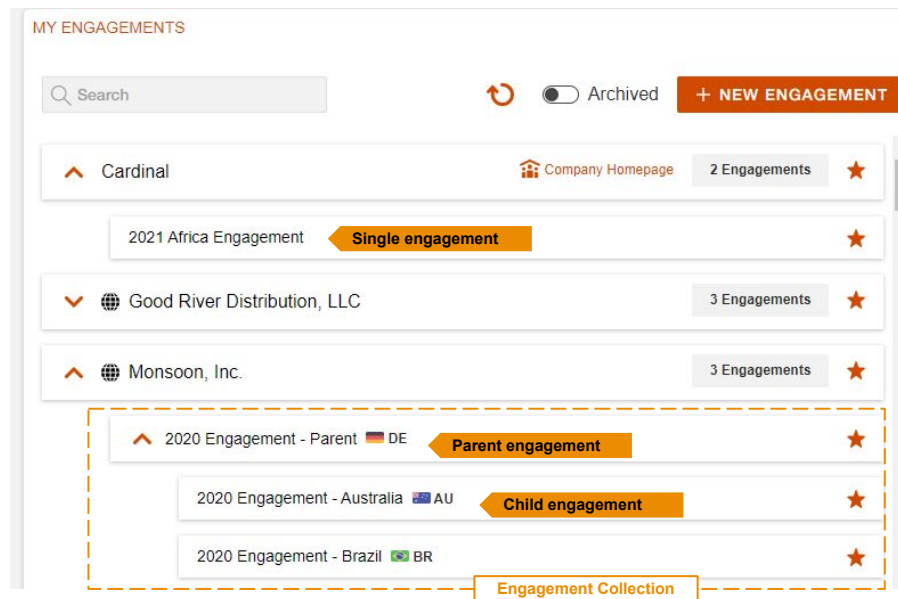 MY ENGAGEMENTS
Search
Archived
+ NEW ENGAGEMENT
Cardinal
Company Homepage
2 Engagements
2021 Africa Engagement
Single engagement
Good River Distribution, LLC
3 Engagements
Monsoon, Inc.
3 Engagements
2020 Engagement - Parent DE
Parent engagement
2020 Engagement - Australia AU
Child engagement
2020 Engagement - Brazil BR
Engagement Collection